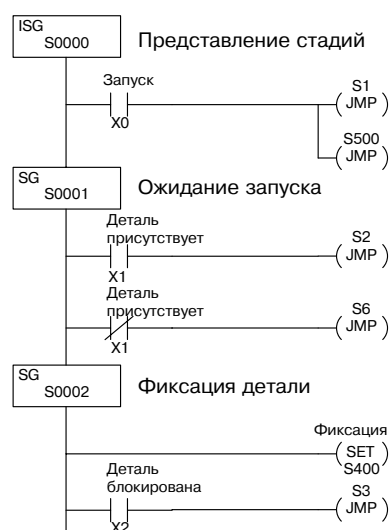 ISG
S0000
Представление стадий
Запуск
X0
S1
JMP
S500
JMP
SG
S0001
Ожидание запуска
Деталь
присутствует
X1
S2
JMP
Деталь
присутствует
X1
S6
JMP
SG
S0002
Фиксация детали
Фиксация
SET
S400
Деталь
блокирована
X2
S3
JMP